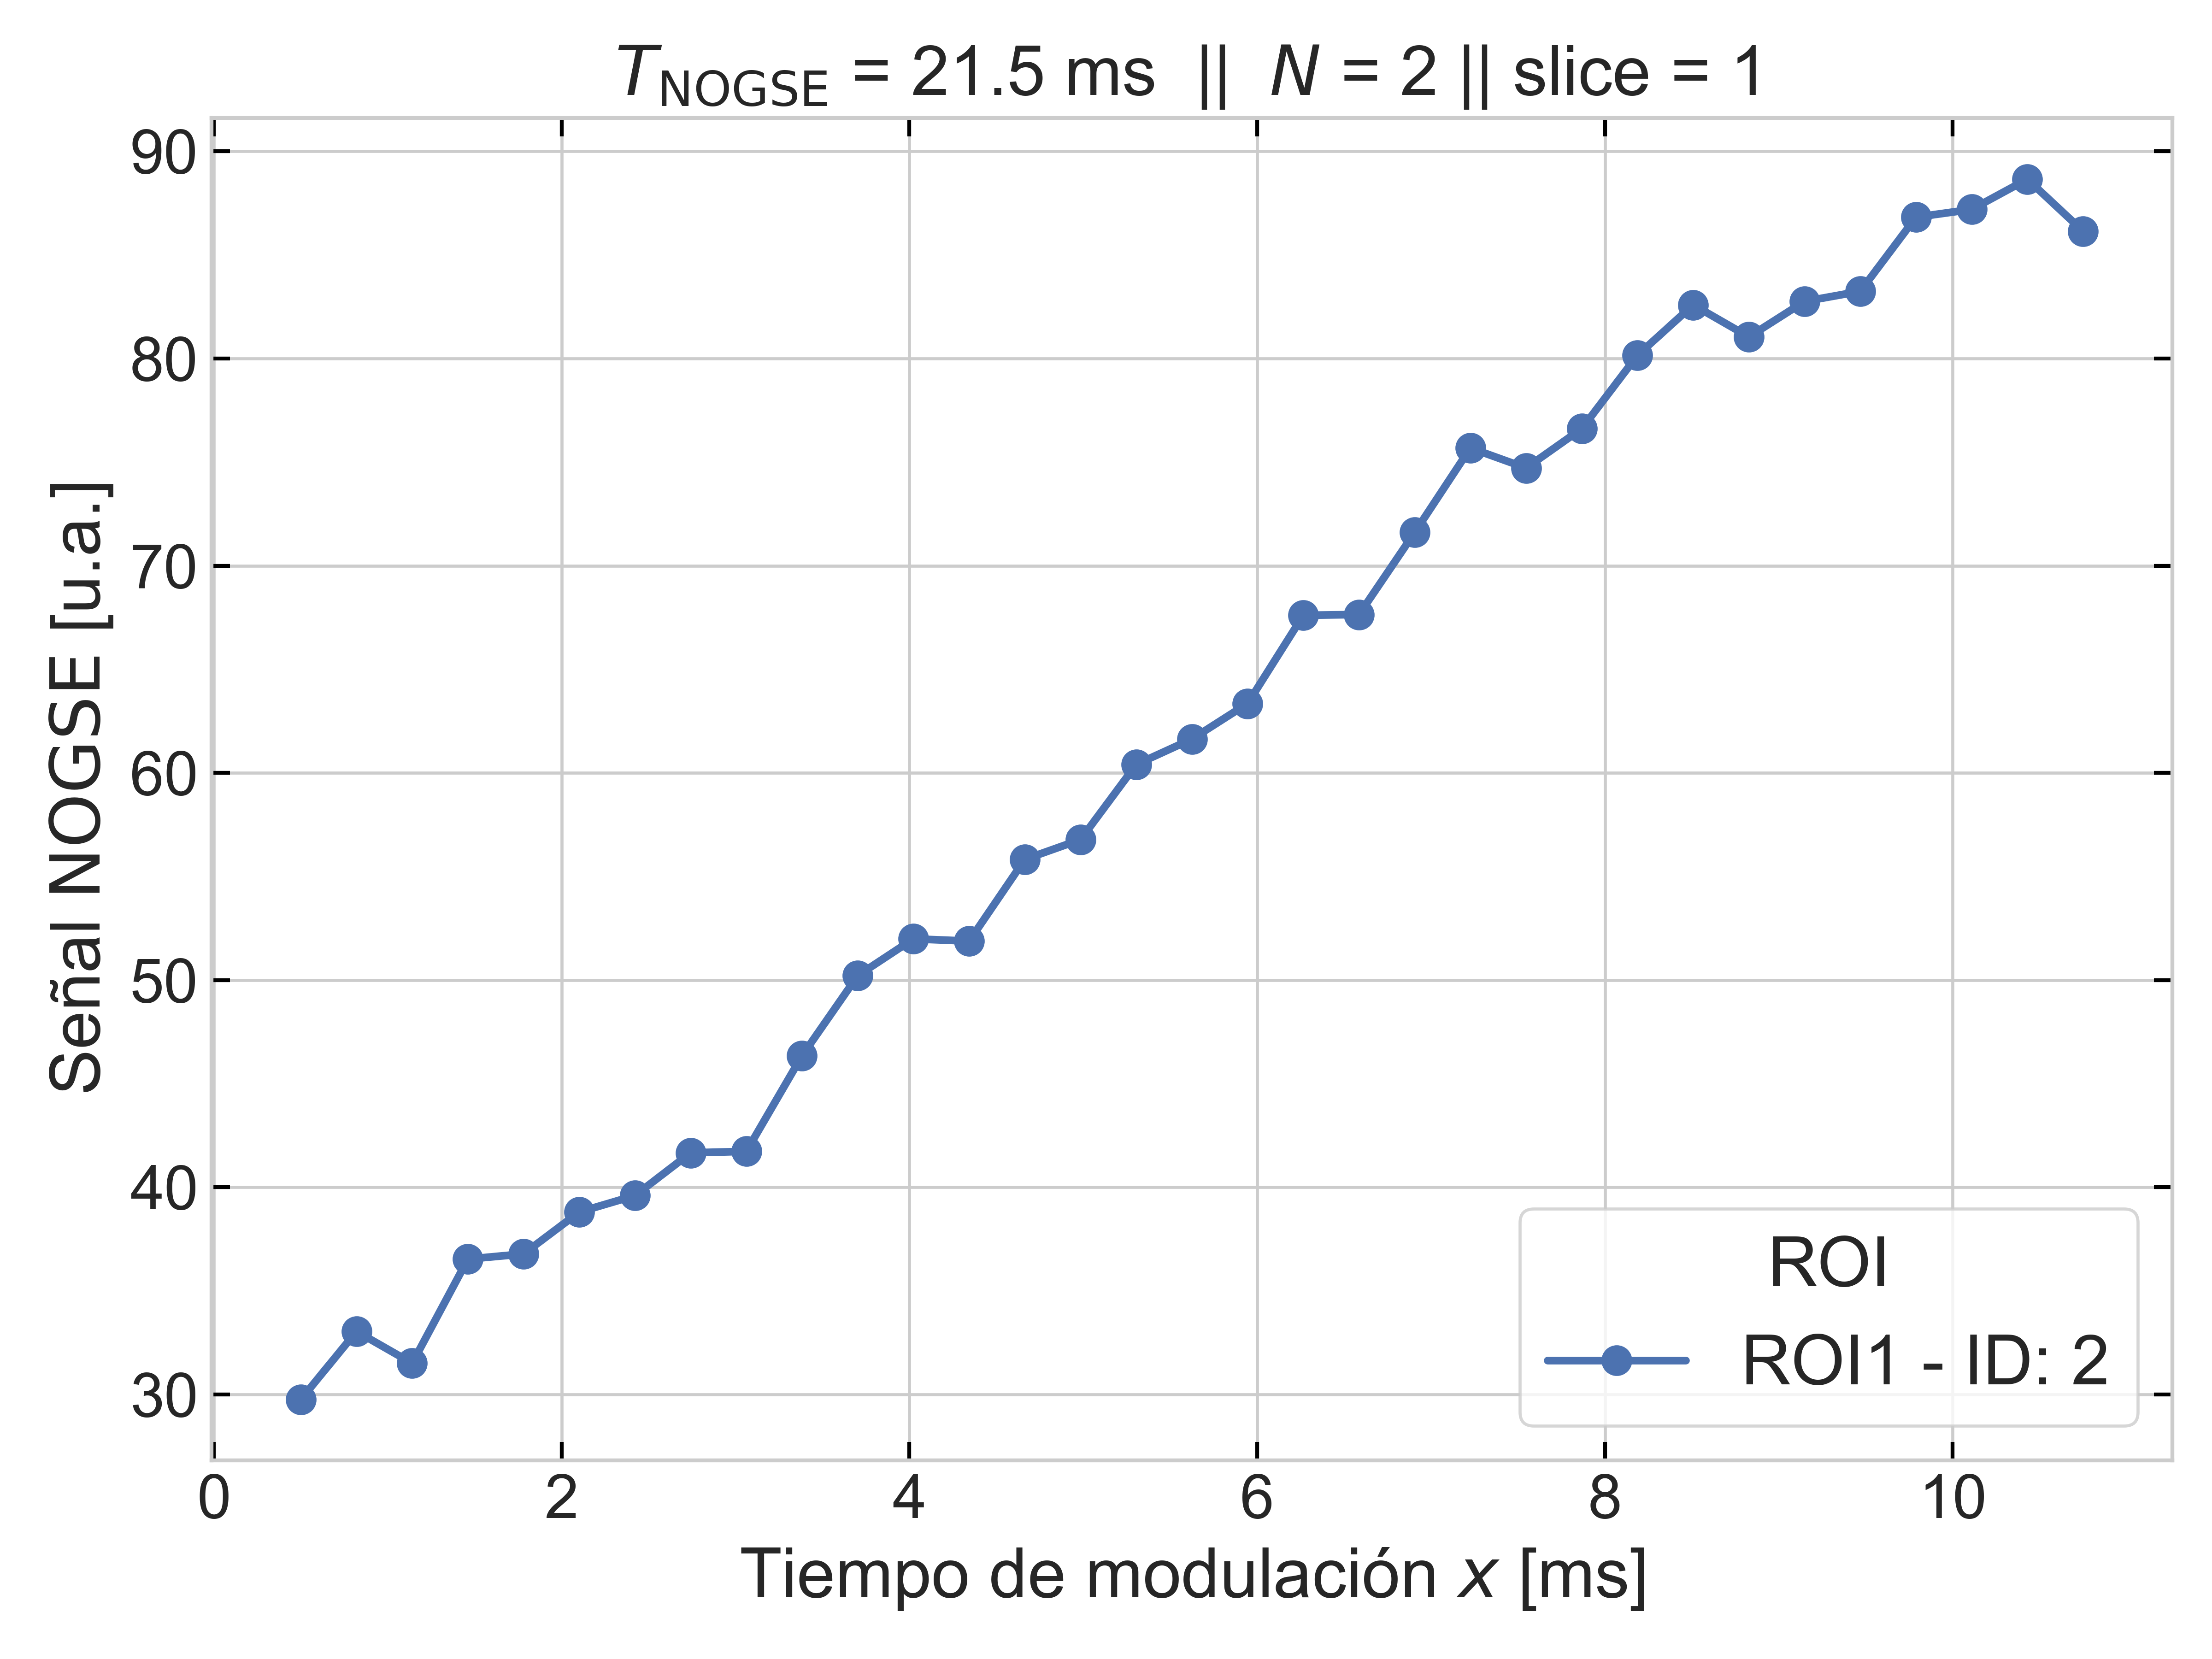 T_NOGSE = 21.5 ms || N = 2 || slice = 1
Señal NOGSE [u.a.]
90
80
70
60
50
40
30
0 2 4 6 8 10
Tiempo de modulación x [ms]
ROI
ROI1 - ID: 2